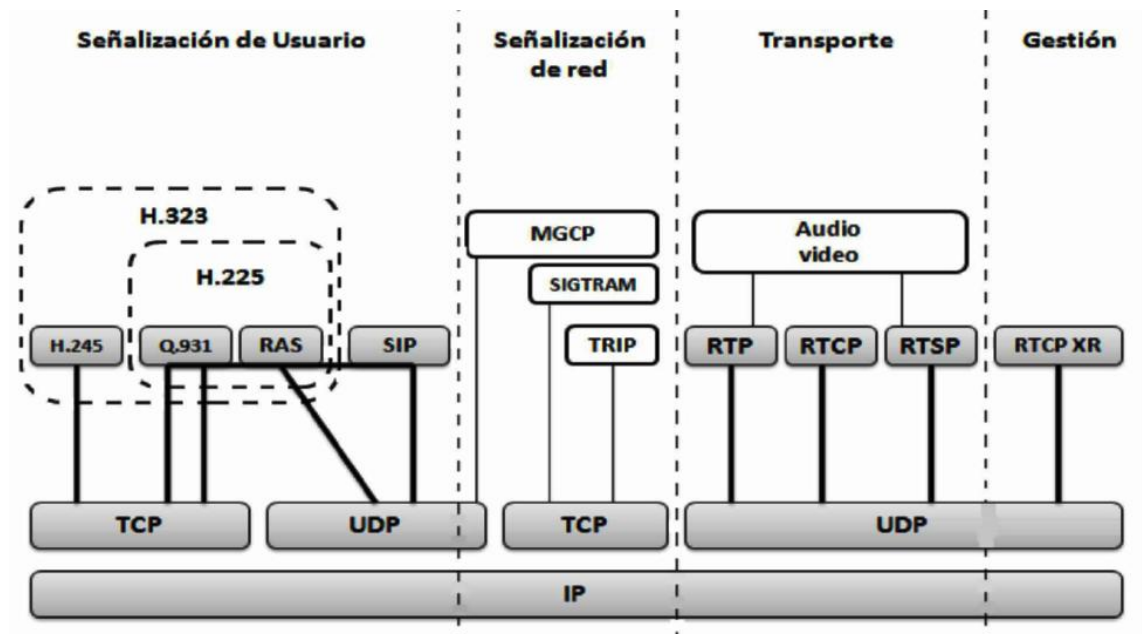 Señalización de Usuario
Señalización
de red
Transporte
Gestión
H.323
H.225
MGCP
Audio
video
SIGTRAM
H.245
Q.931
RAS
SIP
TRIP
RTP
RTCP
RTSP
RTCP XR
TCP
UDP
TCP
UDP
IP